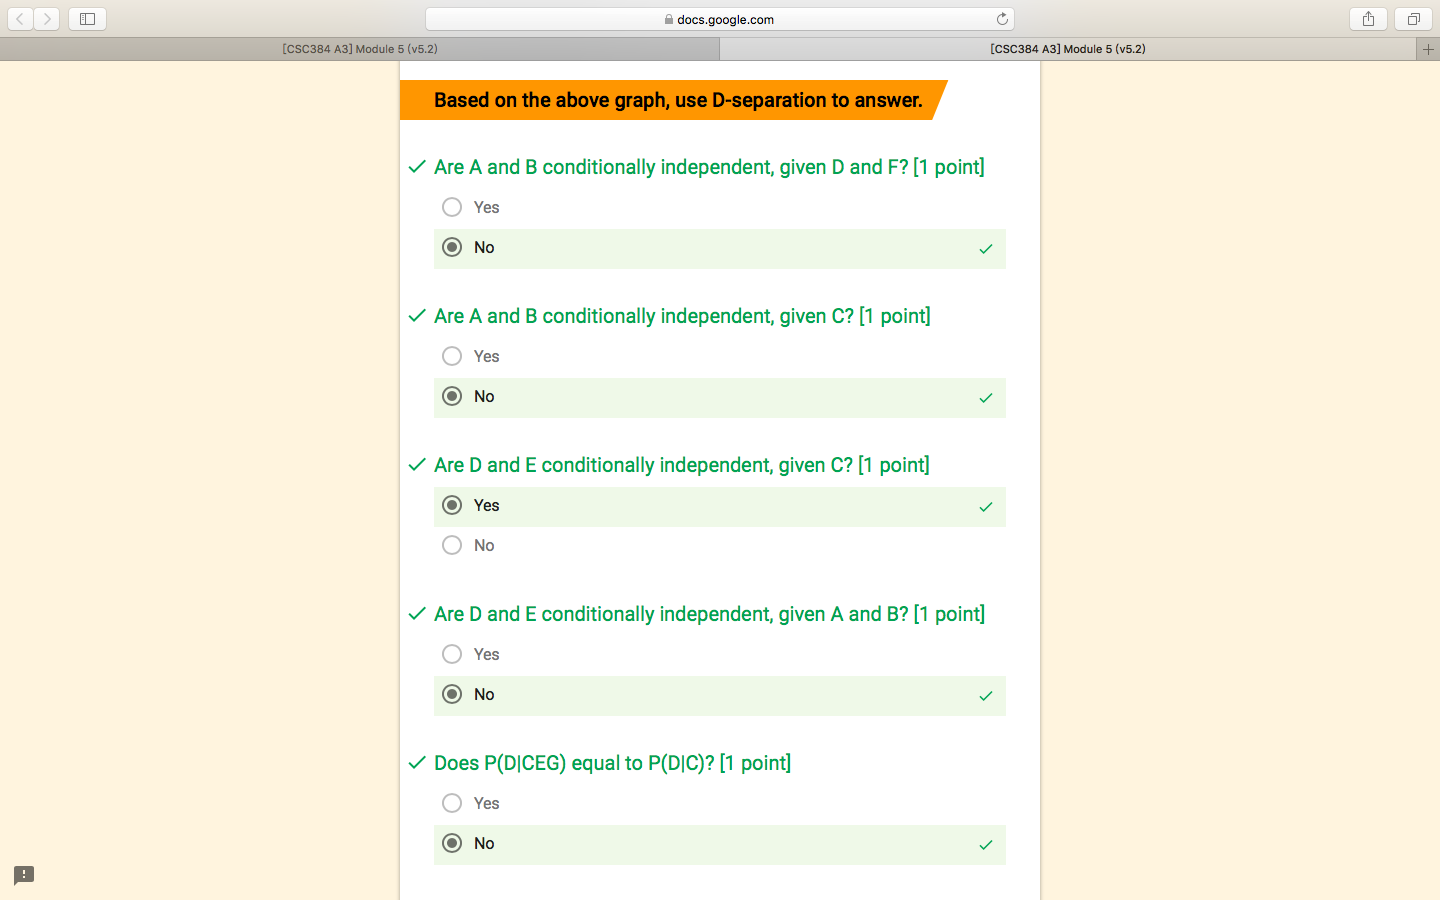 docs.google.com
[CSC384 A3] Module 5 (v5.2)
[CSC384 A3] Module 5 (v5.2)
Based on the above graph, use D-separation to answer.
Are A and B conditionally independent, given D and F? [1 point]
Yes
No
Are A and B conditionally independent, given C? [1 point]
Yes
No
Are D and E conditionally independent, given C? [1 point]
Yes
No
Are D and E conditionally independent, given A and B? [1 point]
Yes
No
Does P(D|CEG) equal to P(D|C)? [1 point]
Yes
No